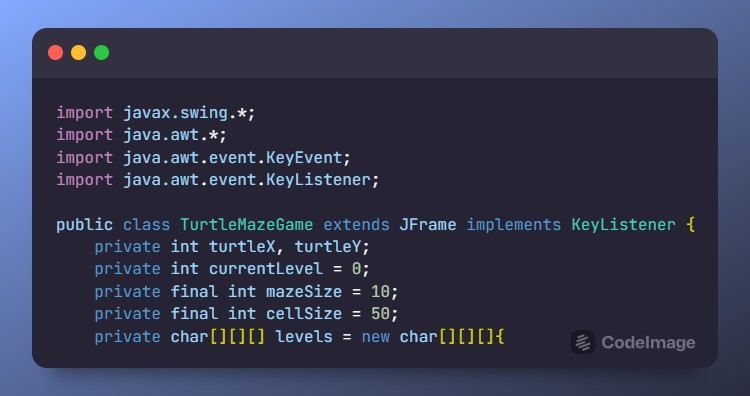 import javax.swing.*;
import java.awt.*;
import java.awt.event.KeyEvent;
import java.awt.event.KeyListener;

public class TurtleMazeGame extends JFrame implements KeyListener {
    private int turtleX, turtleY;
    private int currentLevel = 0;
    private final int mazeSize = 10;
    private final int cellSize = 50;
    private char[][][] levels = new char[][][]{
CodeImage